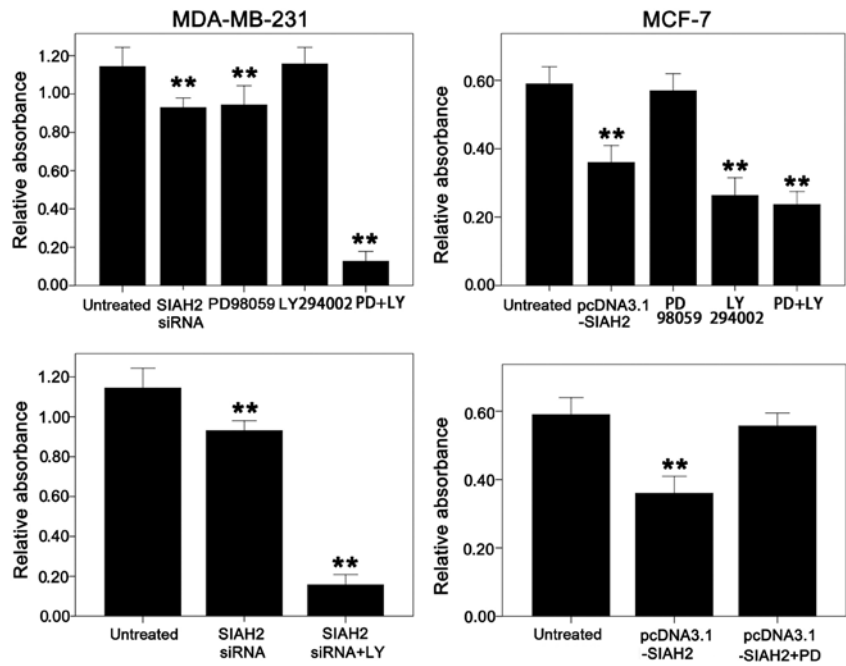 MDA-MB-231
Relative absorbance
1.20
1.00
0.80
0.60
0.40
0.20
0.00
**
**
**
Untreated
SIAH2
siRNA
PD98059
LY294002
PD+LY
MCF-7
Relative absorbance
0.60
0.40
0.20
0.00
**
**
**
Untreated
pcDNA3.1
-SIAH2
PD
98059
LY
294002
PD+LY
Relative absorbance
1.20
1.00
0.80
0.60
0.40
0.20
0.00
**
**
Untreated
SIAH2
siRNA
SIAH2
siRNA+LY
Relative absorbance
0.60
0.40
0.20
0.00
**
Untreated
pcDNA3.1
-SIAH2
pcDNA3.1
-SIAH2+PD